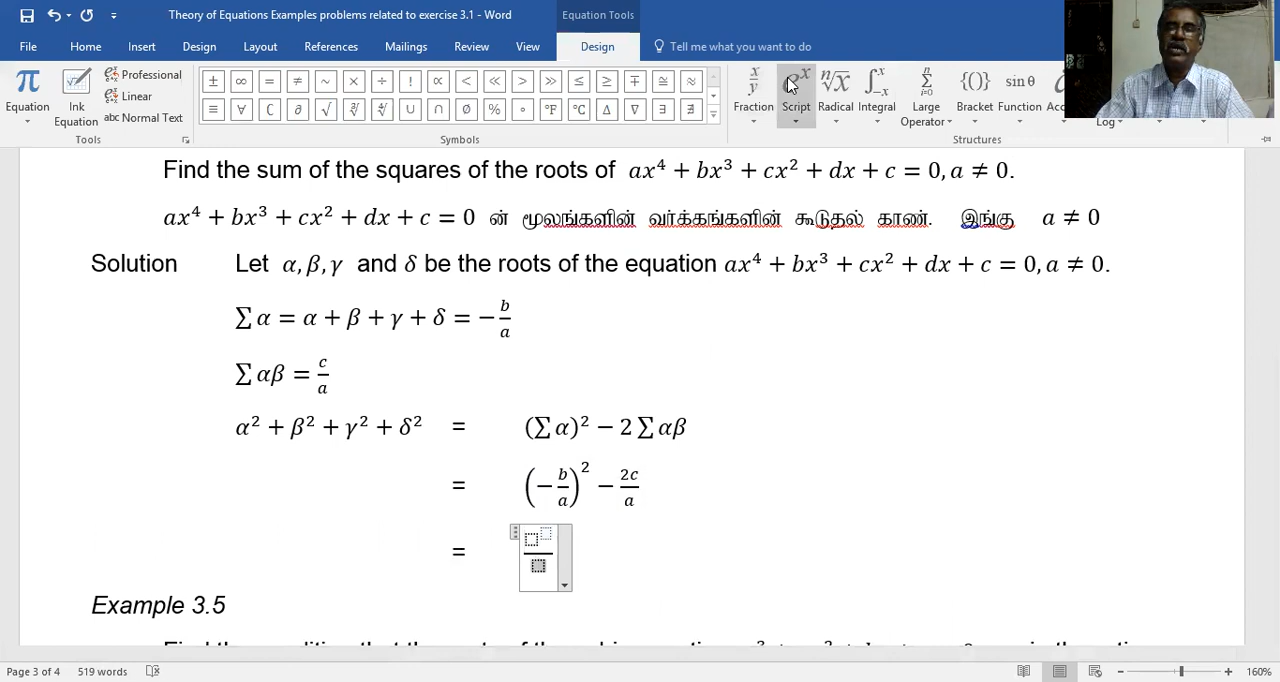 Theory of Equations Examples problems related to exercise 3.1 - Word
Equation Tools
File Home Insert Design Layout References Mailings Review View Design Tell me what you want to do
π Equation
Ink Equation
Professional
Linear
abc Normal Text
Tools
± ∞ = ≠ ~ × ÷ ! ∝ < ≪ > ≫ ≤ ≥ ∓ ≅ ≈
≡ ∀ ∁ ∂ √ ∛ ∜ ∪ ∩ ∅ % ° °F °C ∆ ∇ ∃ ∄
Symbols
Fraction Script Radical Integral Large Operator Bracket Function
Structures
Find the sum of the squares of the roots of ax⁴ + bx³ + cx² + dx + c = 0, a ≠ 0.
ax⁴ + bx³ + cx² + dx + c = 0 ன் மூலங்களின் வர்க்கங்களின் கூடுதல் காண். இங்கு a ≠ 0
Solution Let α, β, γ and δ be the roots of the equation ax⁴ + bx³ + cx² + dx + c = 0, a ≠ 0.
∑ α = α + β + γ + δ = −b/a
∑ αβ = c/a
α² + β² + γ² + δ² = (∑ α)² − 2 ∑ αβ
= (−b/a)² − 2c/a
=
Example 3.5
Page 3 of 4 519 words 160%